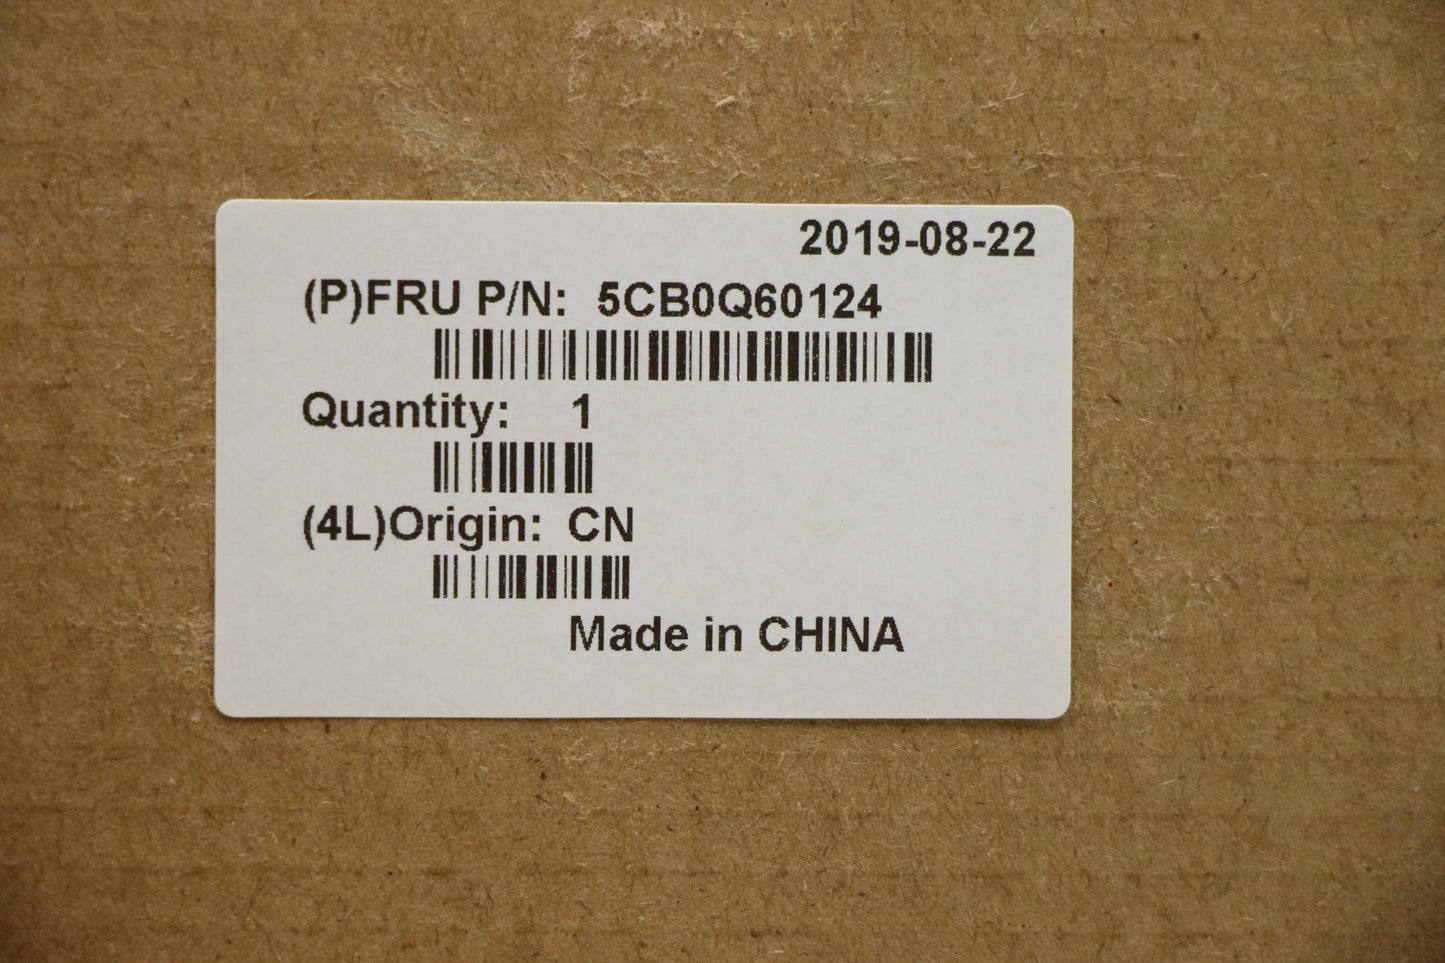 2019-08-22
(P)FRU P/N: 5CB0Q60124
Quantity: 1
(4L)Origin: CN
Made in CHINA